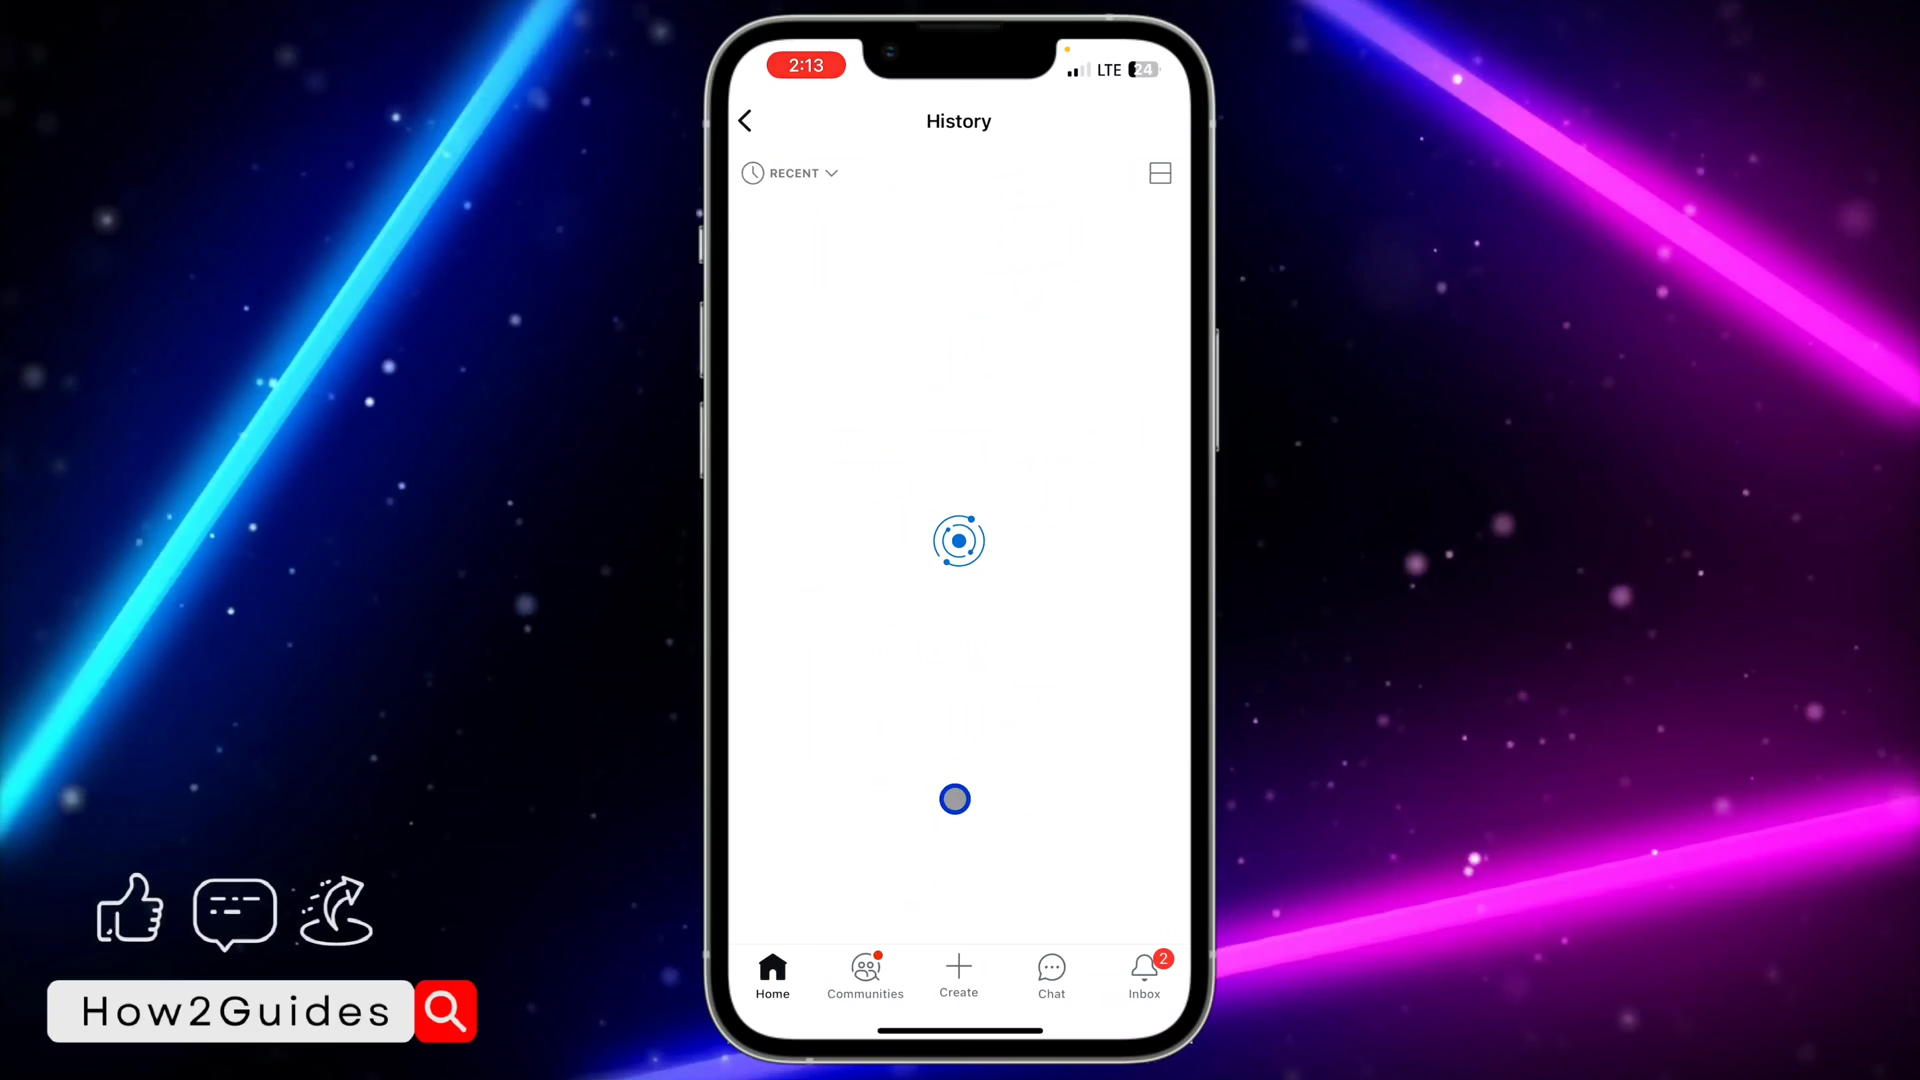 2:13
LTE 24
History
RECENT
Home
Communities
Create
Chat
2
Inbox
How2Guides